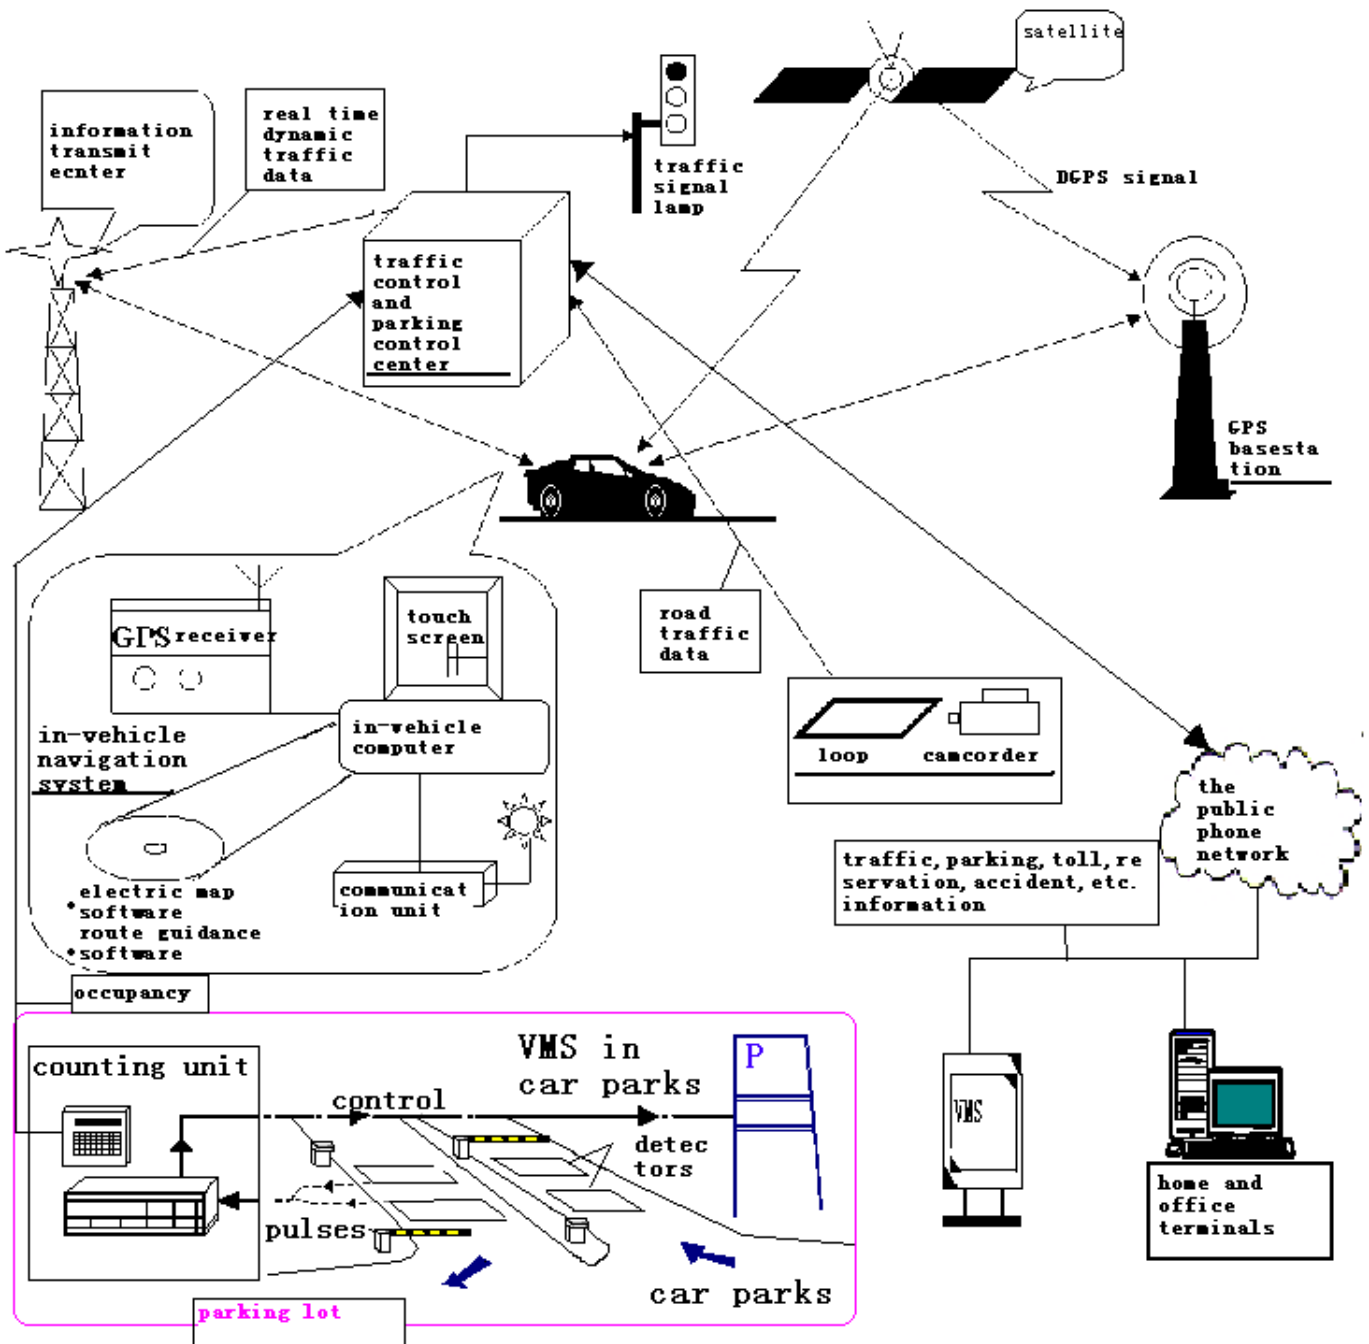 satellite
information
transmit
ecnter
real time
dynamic
traffic
data
traffic
signal
lamp
DGPS signal
traffic
control
and
parking
control
center
GPS
basesta
tion
GPS receiver
touch
screen
road
traffic
data
in-vehicle
computer
in-vehicle
navigation
system
loop
camcorder
the
public
phone
network
traffic, parking, toll, re
servation, accident, etc.
information
communicat
ion unit
electric map
•software
route guidance
•software
occupancy
counting unit
VMS in
car parks
P
control
detec
tors
pulses
car parks
parking lot
VMS
home and
office
terminals